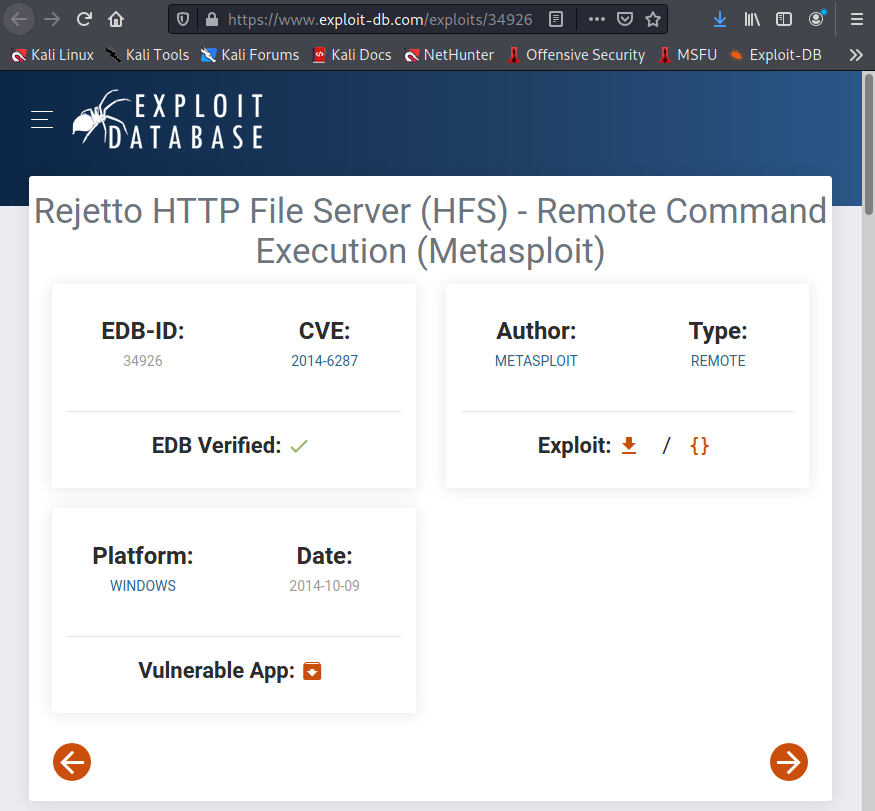 https://www.exploit-db.com/exploits/34926
Kali Linux Kali Tools Kali Forums Kali Docs NetHunter Offensive Security MSFU Exploit-DB
EXPLOIT
DATABASE
Rejetto HTTP File Server (HFS) - Remote Command
Execution (Metasploit)
EDB-ID: CVE:
34926 2014-6287
EDB Verified:
Author: Type:
METASPLOIT REMOTE
Exploit: / {}
Platform: Date:
WINDOWS 2014-10-09
Vulnerable App: